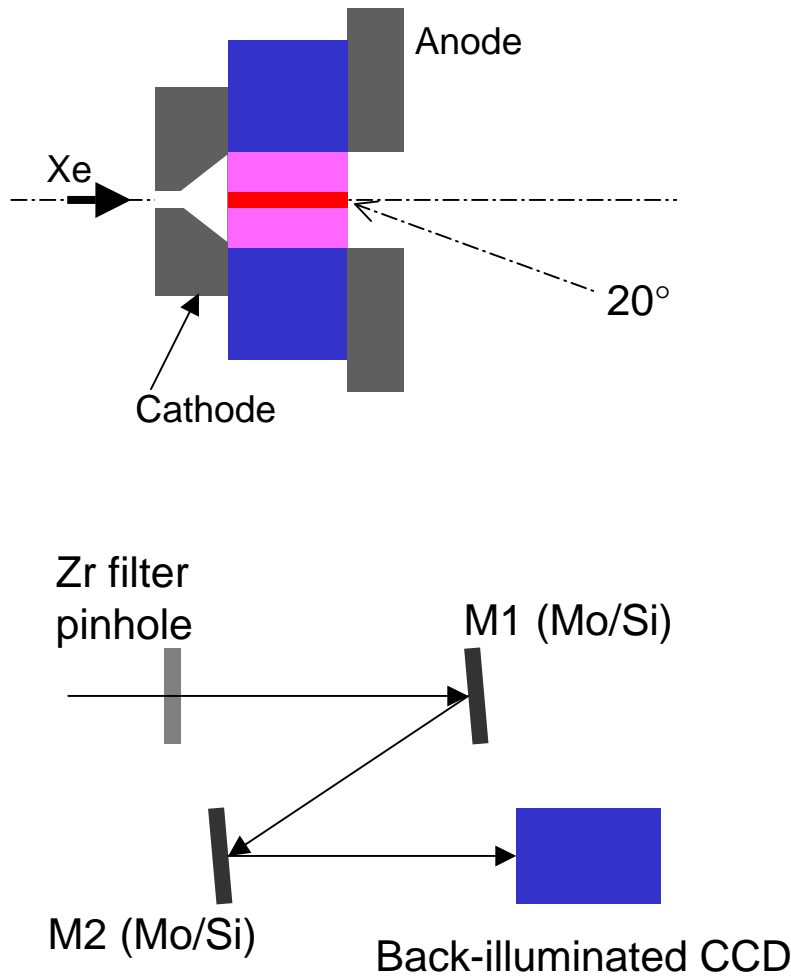 Anode
Xe
20°
Cathode
Zr filter
pinhole
M1 (Mo/Si)
M2 (Mo/Si)
Back-illuminated CCD